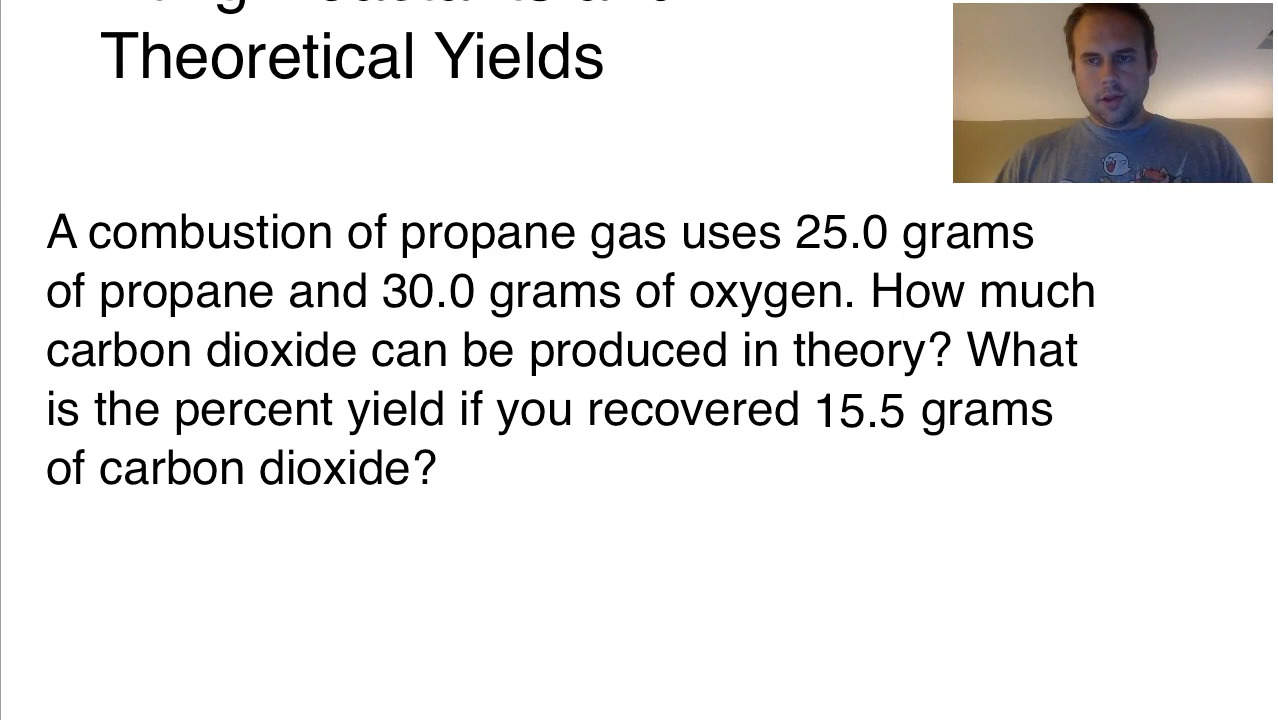 Theoretical Yields
A combustion of propane gas uses 25.0 grams
of propane and 30.0 grams of oxygen. How much
carbon dioxide can be produced in theory? What
is the percent yield if you recovered 15.5 grams
of carbon dioxide?